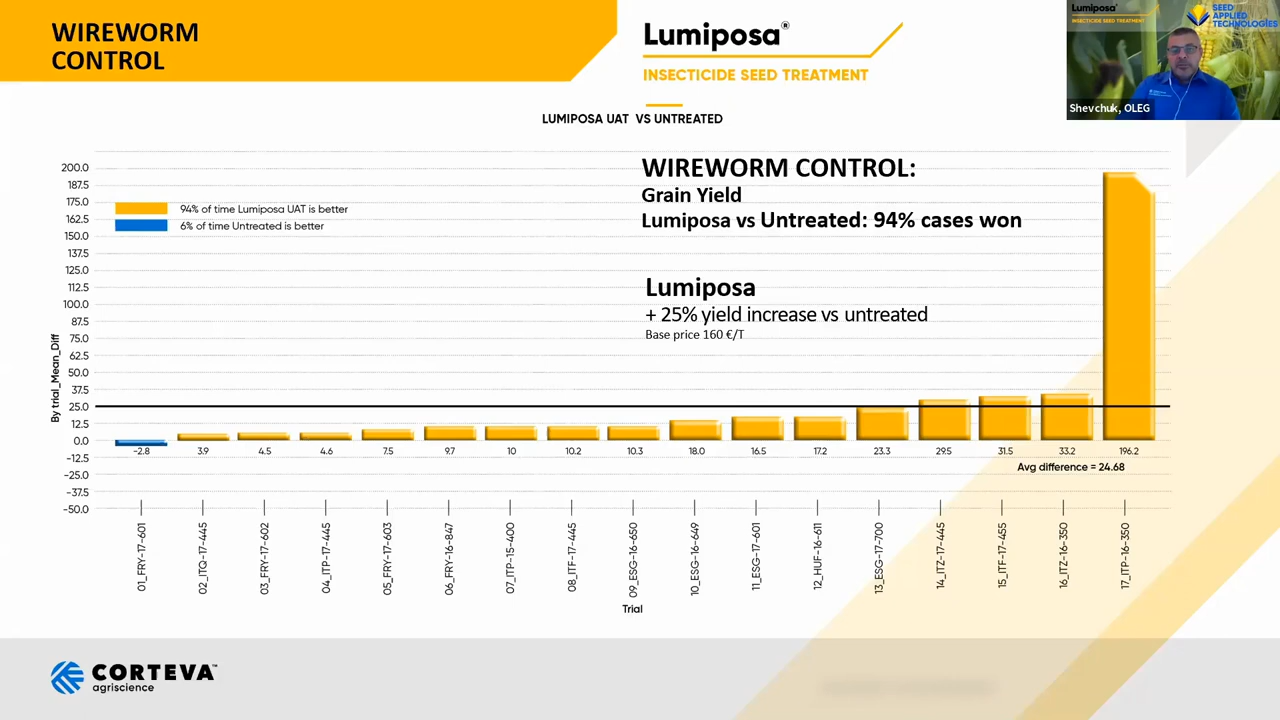 WIREWORM
CONTROL
Lumiposa®
INSECTICIDE SEED TREATMENT
Lumiposa®
INSECTICIDE SEED TREATMENT
SEED
APPLIED
TECHNOLOGIES
Shevchuk, OLEG
LUMIPOSA UAT VS UNTREATED
WIREWORM CONTROL:
Grain Yield
Lumiposa vs Untreated: 94% cases won
Lumiposa
+ 25% yield increase vs untreated
Base price 160 €/T
94% of time Lumiposa UAT is better
6% of time Untreated is better
By trial_Mean_Diff
200.0
187.5
175.0
162.5
150.0
137.5
125.0
112.5
100.0
87.5
75.0
62.5
50.0
37.5
25.0
12.5
0.0
-12.5
-25.0
-37.5
-50.0
-2.8 3.9 4.5 4.6 7.5 9.7 10 10.2 10.3 18.0 16.5 17.2 23.3 29.5 31.5 33.2 196.2
Avg difference = 24.68
01_FRY-17-601
02_ITQ-17-445
03_FRY-17-602
04_ITP-17-445
05_FRY-17-603
06_FRY-16-847
07_ITP-15-400
08_ITF-17-445
09_ESG-16-650
10_ESG-16-649
11_ESG-17-601
12_HUF-16-611
13_ESG-17-700
14_ITZ-17-445
15_ITF-17-455
16_ITZ-16-350
17_ITP-16-350
Trial
CORTEVA™
agriscience